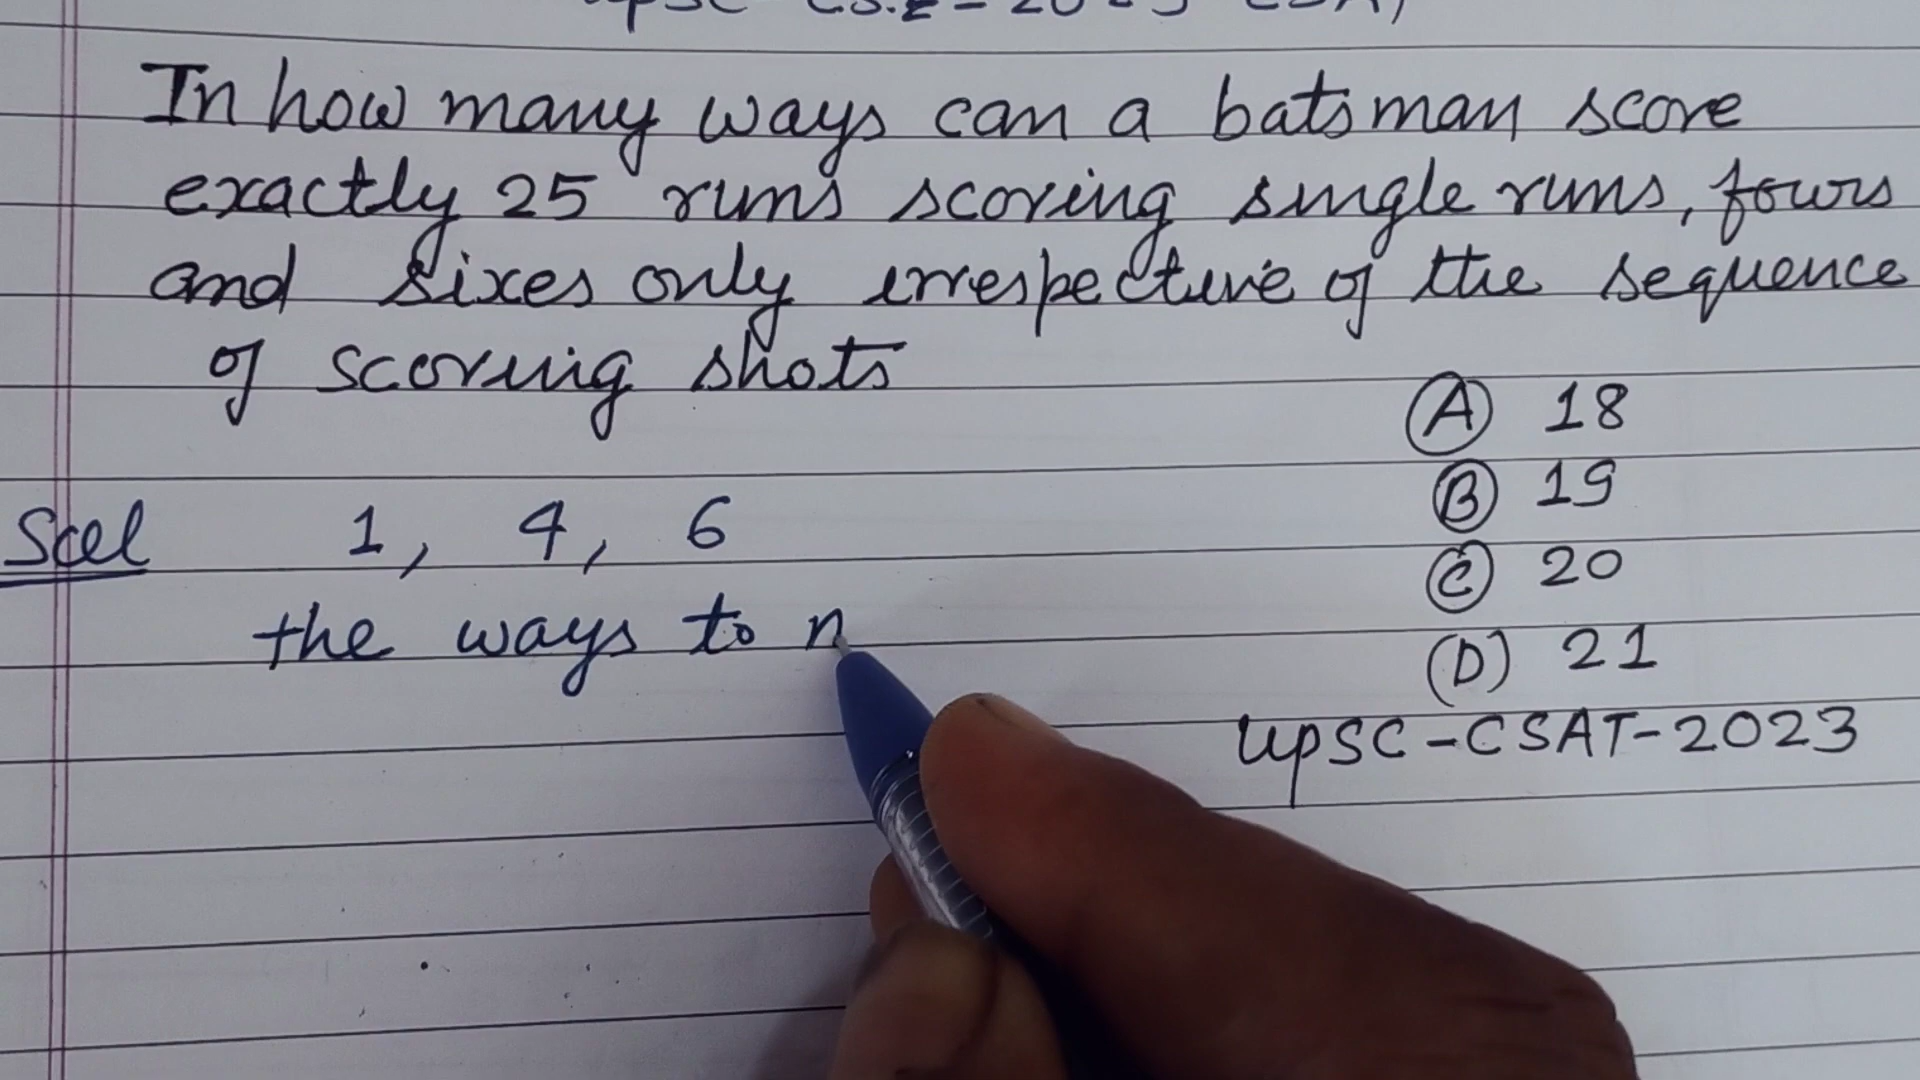 In how many ways can a batsman score
exactly 25 runs scoring single runs, fours
and sixes only irrespective of the sequence
of scoring shots
(A) 18
(B) 19
(C) 20
(D) 21
UPSC-CSAT-2023
Sol 1, 4, 6
the ways to n